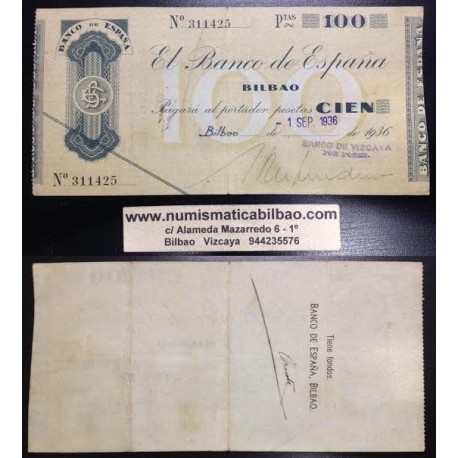 Nº 311425 Ptas 100
BANCO DE ESPAÑA
El Banco de España
100
BILBAO
Pagará al portador pesetas CIEN
- 1 SEP. 1936
Bilbao de de 1936
BANCO DE VIZCAYA
POR PODER.
Nº 311425
BANCO DE
www.numismaticabilbao.com
c/ Alameda Mazarredo 6 - 1º
Bilbao Vizcaya 944235576
Tiene fondos.
BANCO DE ESPAÑA, BILBAO.